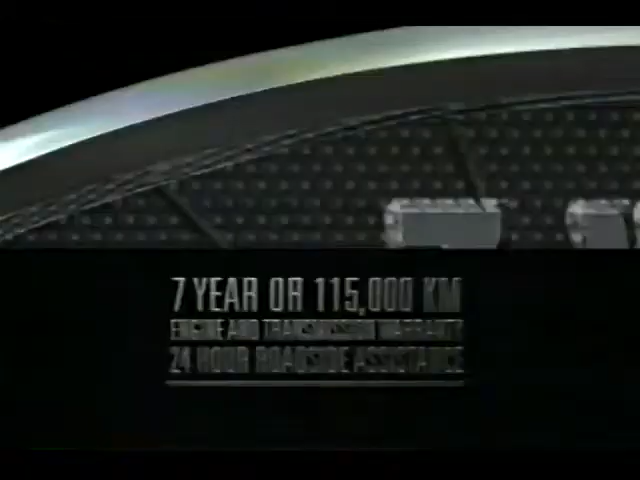 7 YEAR OR 115,000 KM
ENGINE AND TRANSMISSION WARRANTY
24 HOUR ROADSIDE ASSISTANCE